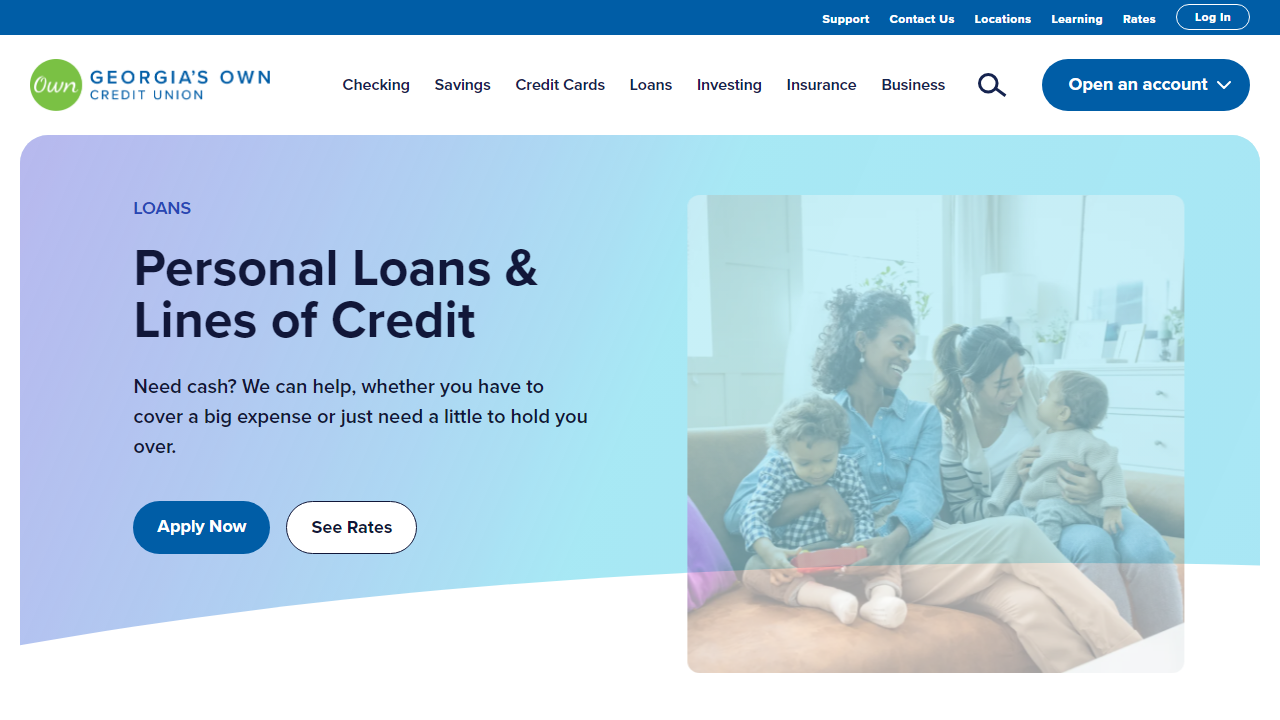 Support Contact Us Locations Learning Rates Log In
Own GEORGIA'S OWN
CREDIT UNION
Checking Savings Credit Cards Loans Investing Insurance Business Open an account
LOANS
Personal Loans &
Lines of Credit
Need cash? We can help, whether you have to
cover a big expense or just need a little to hold you
over.
Apply Now See Rates